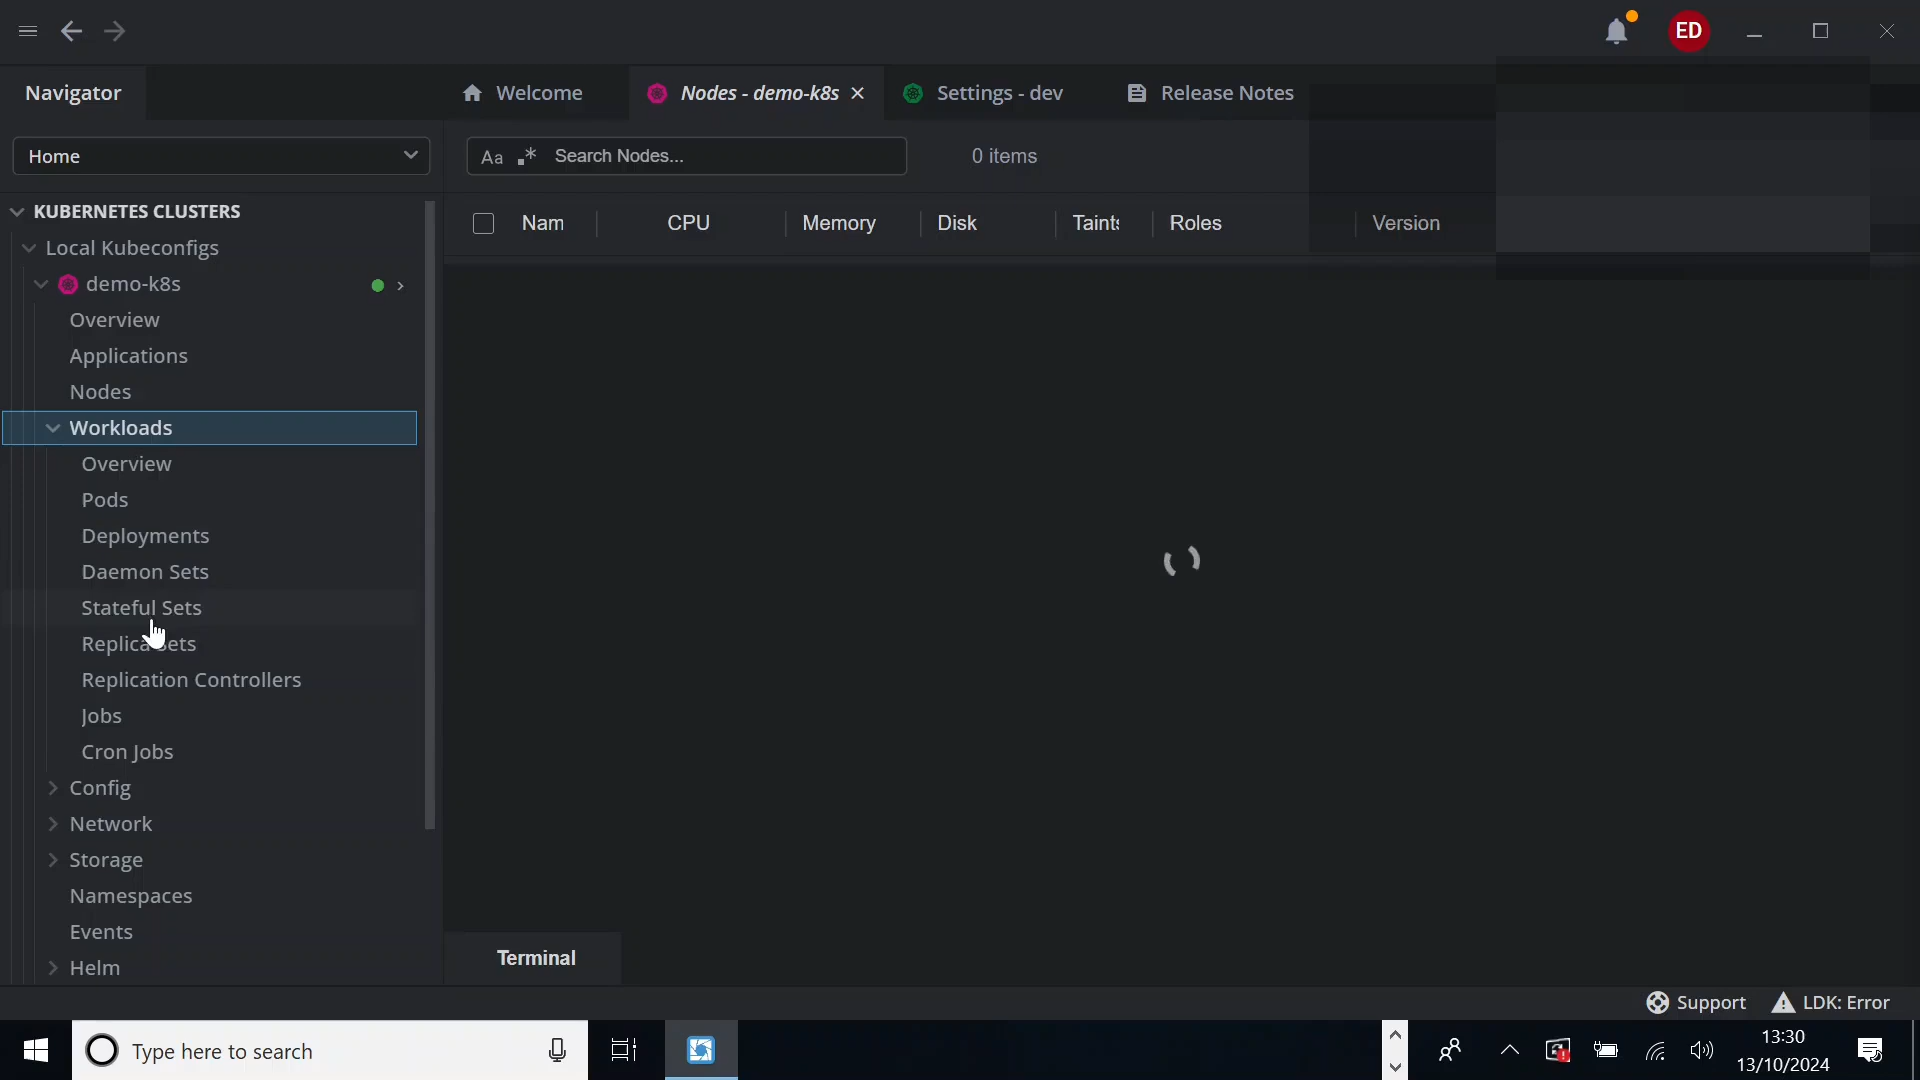 ED
Navigator
Welcome
Nodes - demo-k8s
Settings - dev
Release Notes
Home
Aa .* Search Nodes...
0 items
KUBERNETES CLUSTERS
Nam
CPU
Memory
Disk
Taints
Roles
Version
Local Kubeconfigs
demo-k8s
Overview
Applications
Nodes
Workloads
Overview
Pods
Deployments
Daemon Sets
Stateful Sets
Replica Sets
Replication Controllers
Jobs
Cron Jobs
Config
Network
Storage
Namespaces
Events
Helm
Terminal
Support
LDK: Error
Type here to search
13:30
13/10/2024